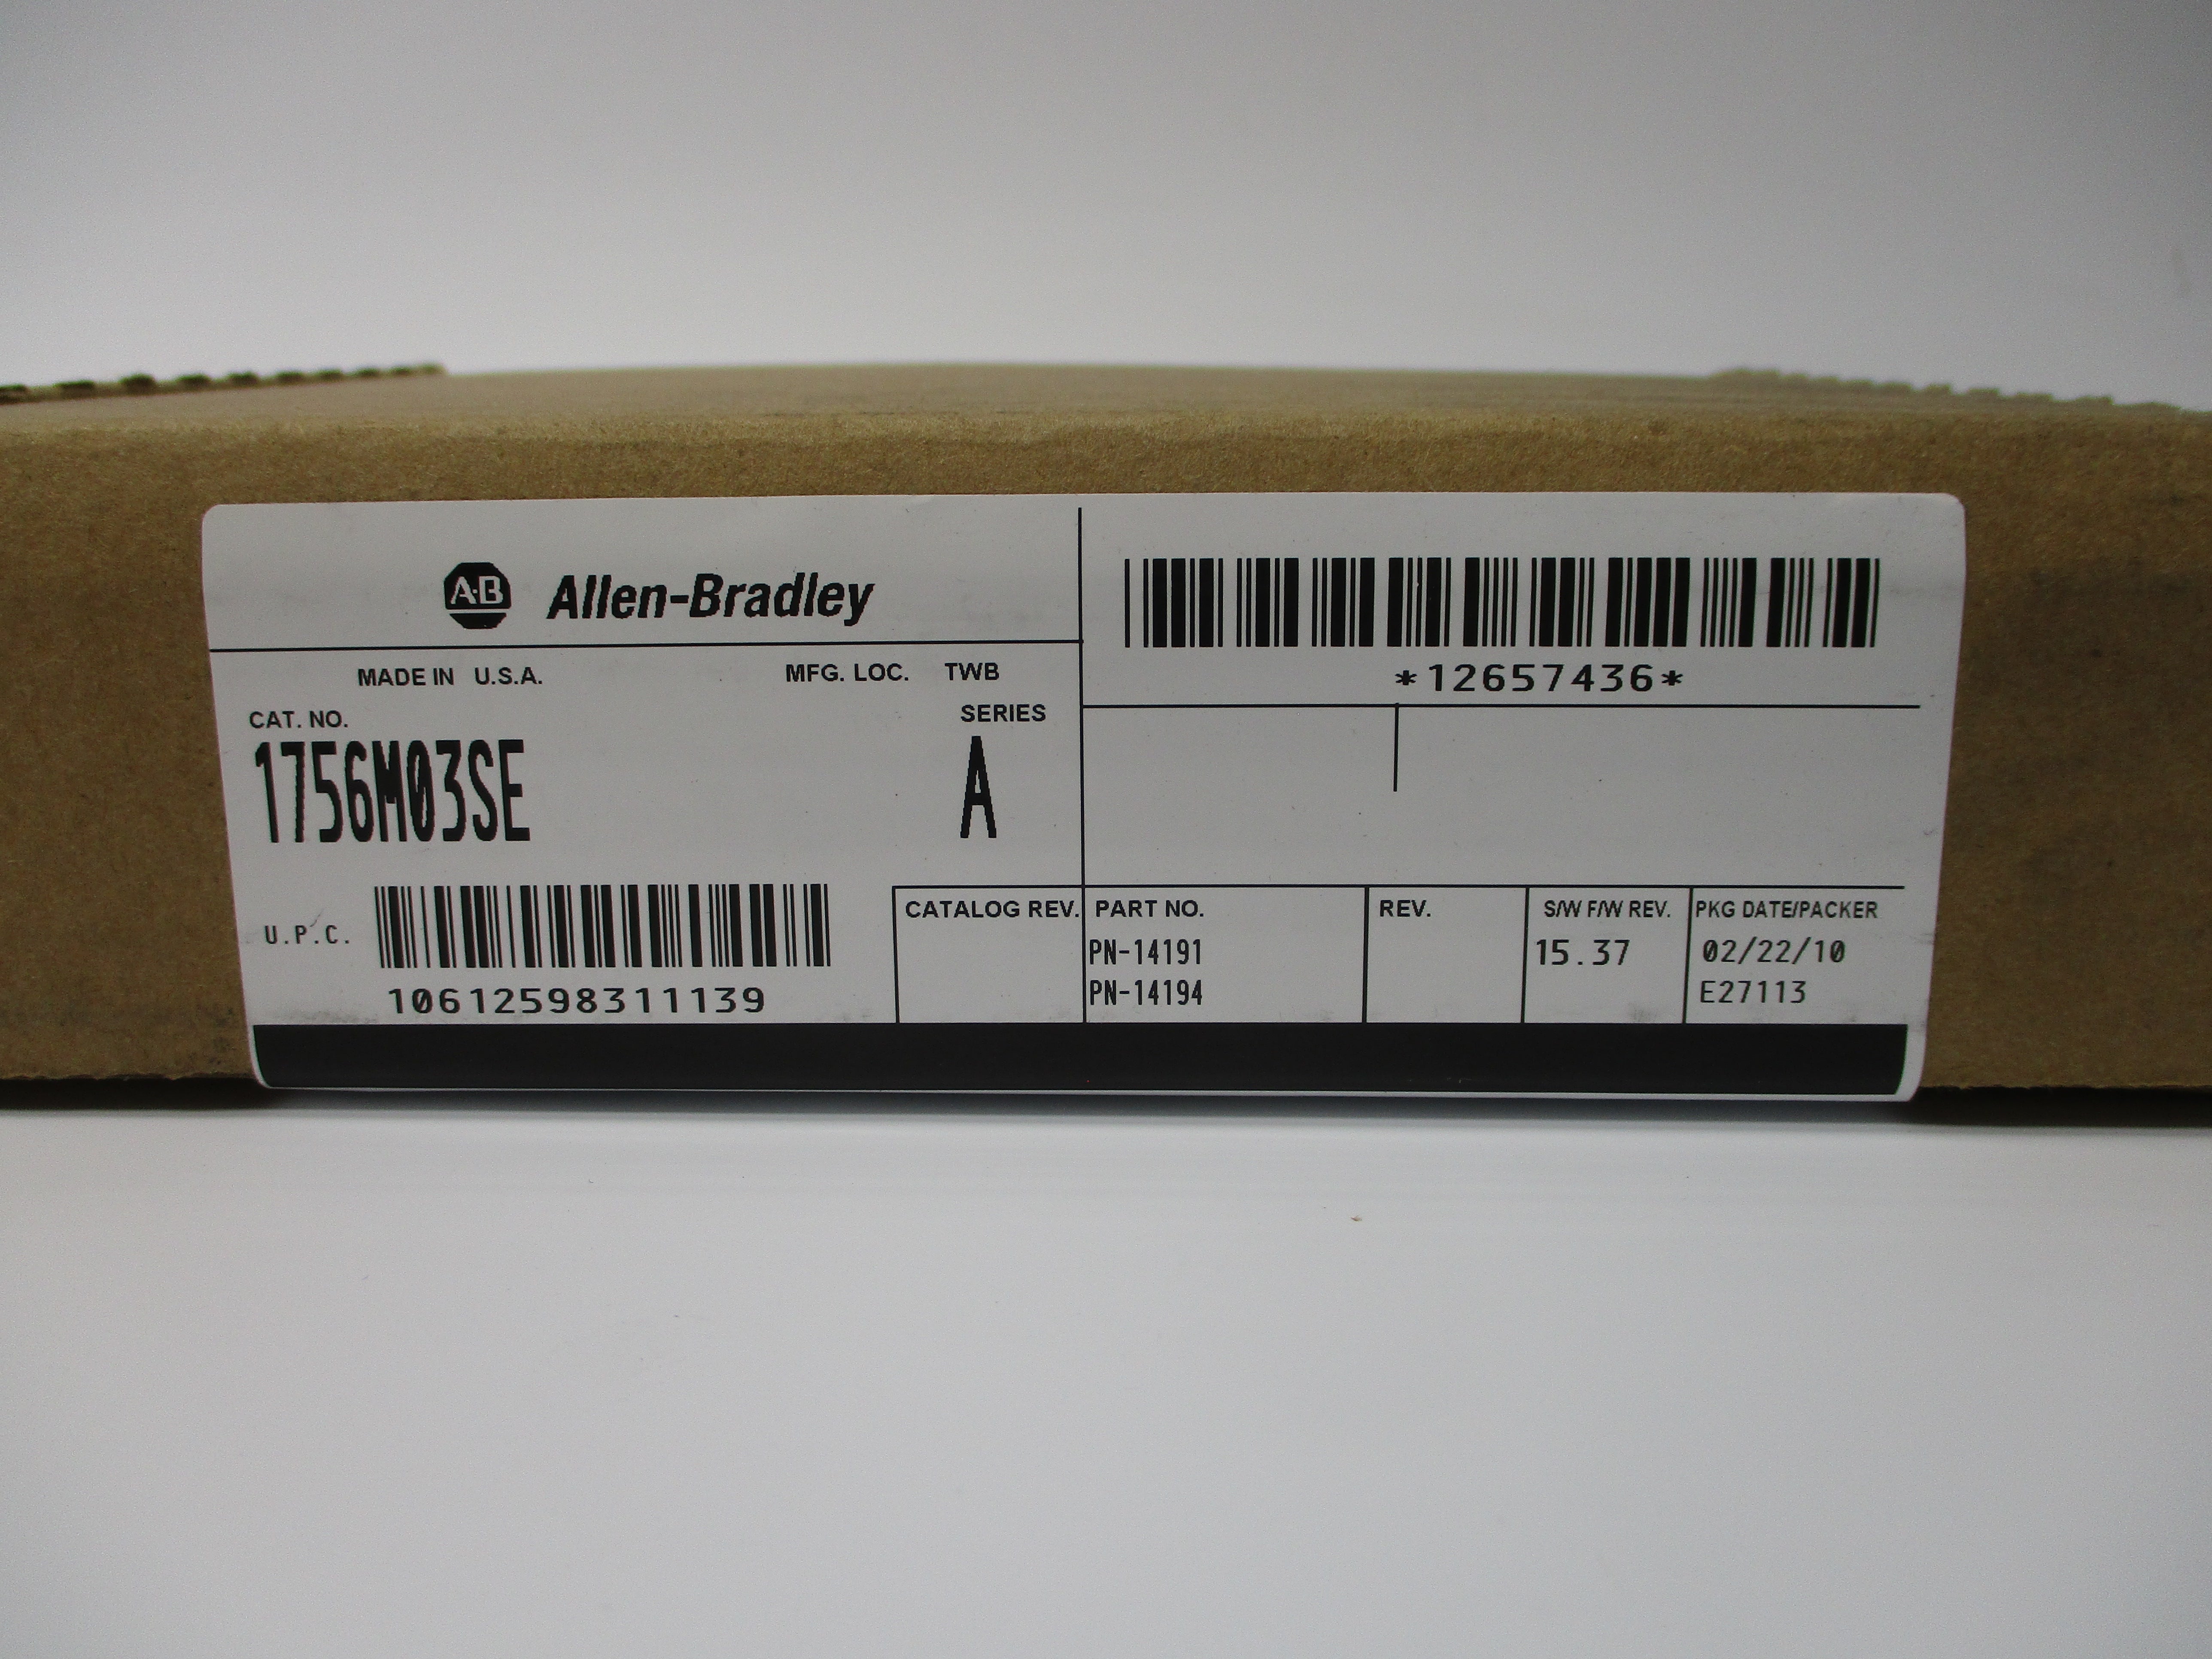 A·B Allen-Bradley
MADE IN U.S.A. MFG. LOC. TWB
CAT. NO. SERIES
1756M03SE A
U.P.C.
10612598311139
*12657436*
CATALOG REV. PART NO. REV. S/W F/W REV. PKG DATE/PACKER
PN-14191 15.37 02/22/10
PN-14194 E27113